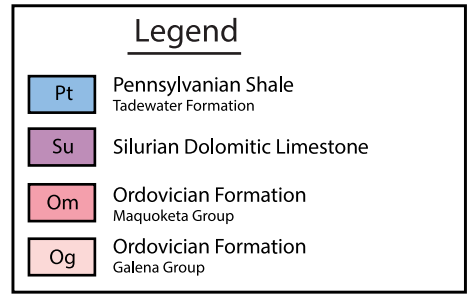 Legend
Pt Pennsylvanian Shale
Tadewater Formation
Su Silurian Dolomitic Limestone
Om Ordovician Formation
Maquoketa Group
Og Ordovician Formation
Galena Group